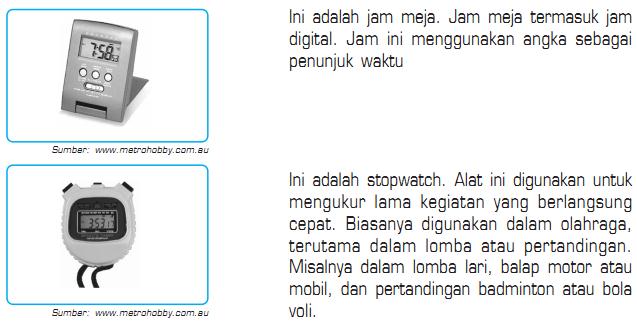 Ini adalah jam meja. Jam meja termasuk jam
digital. Jam ini menggunakan angka sebagai
penunjuk waktu
7:58
Sumber: www.metrohobby.com.au
Ini adalah stopwatch. Alat ini digunakan untuk
mengukur lama kegiatan yang berlangsung
cepat. Biasanya digunakan dalam olahraga,
terutama dalam lomba atau pertandingan.
Misalnya dalam lomba lari, balap motor atau
mobil, dan pertandingan badminton atau bola
voli.
Sumber: www.metrohobby.com.au